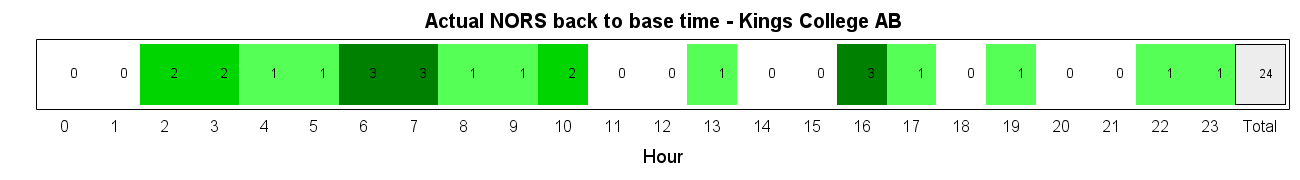 Actual NORS back to base time - Kings College AB
0 0 2 2 1 1 3 3 1 1 2 0 0 1 0 0 3 1 0 1 0 0 1 1 24
0 1 2 3 4 5 6 7 8 9 10 11 12 13 14 15 16 17 18 19 20 21 22 23 Total
Hour